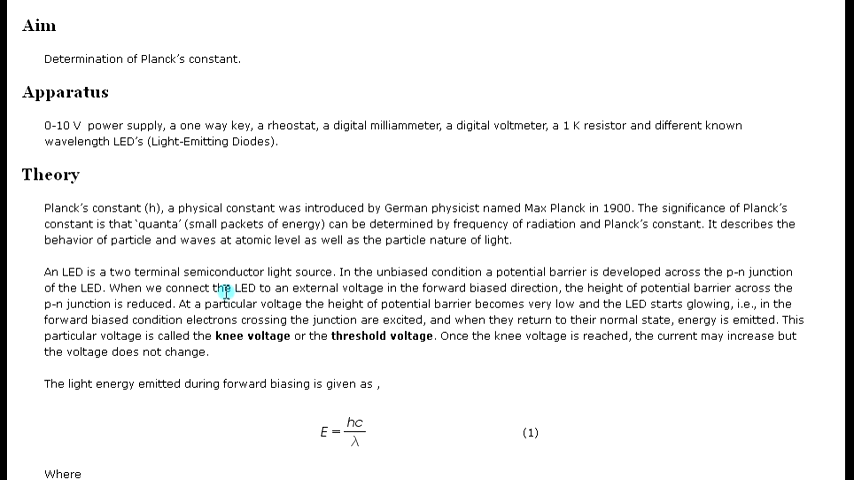 Aim
Determination of Planck's constant.
Apparatus
0-10 V power supply, a one way key, a rheostat, a digital milliammeter, a digital voltmeter, a 1 K resistor and different known
wavelength LED's (Light-Emitting Diodes).
Theory
Planck's constant (h), a physical constant was introduced by German physicist named Max Planck in 1900. The significance of Planck's
constant is that 'quanta' (small packets of energy) can be determined by frequency of radiation and Planck's constant. It describes the
behavior of particle and waves at atomic level as well as the particle nature of light.
An LED is a two terminal semiconductor light source. In the unbiased condition a potential barrier is developed across the p-n junction
of the LED. When we connect the LED to an external voltage in the forward biased direction, the height of potential barrier across the
p-n junction is reduced. At a particular voltage the height of potential barrier becomes very low and the LED starts glowing, i.e., in the
forward biased condition electrons crossing the junction are excited, and when they return to their normal state, energy is emitted. This
particular voltage is called the knee voltage or the threshold voltage. Once the knee voltage is reached, the current may increase but
the voltage does not change.
The light energy emitted during forward biasing is given as ,
E = hc/λ (1)
Where